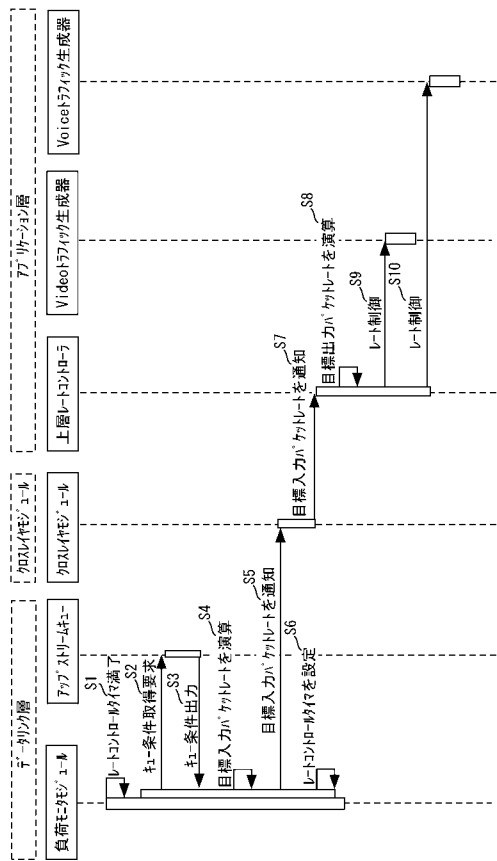 データリンク層
クロスレイヤモジュール
アプリケーション層
負荷モニタモジュール
アップストリームキュー
クロスレイヤモジュール
上層レートコントローラ
Videoトラフィック生成器
Voiceトラフィック生成器
S1
レートコントロールタイマ満了
S2
キュー条件取得要求
S3
キュー条件出力
S4
目標入力パケットレートを演算
S5
目標入力パケットレートを通知
S6
レートコントロールタイマを設定
S7
目標入力パケットレートを通知
S8
目標出力パケットレートを演算
S9
レート制御
S10
レート制御